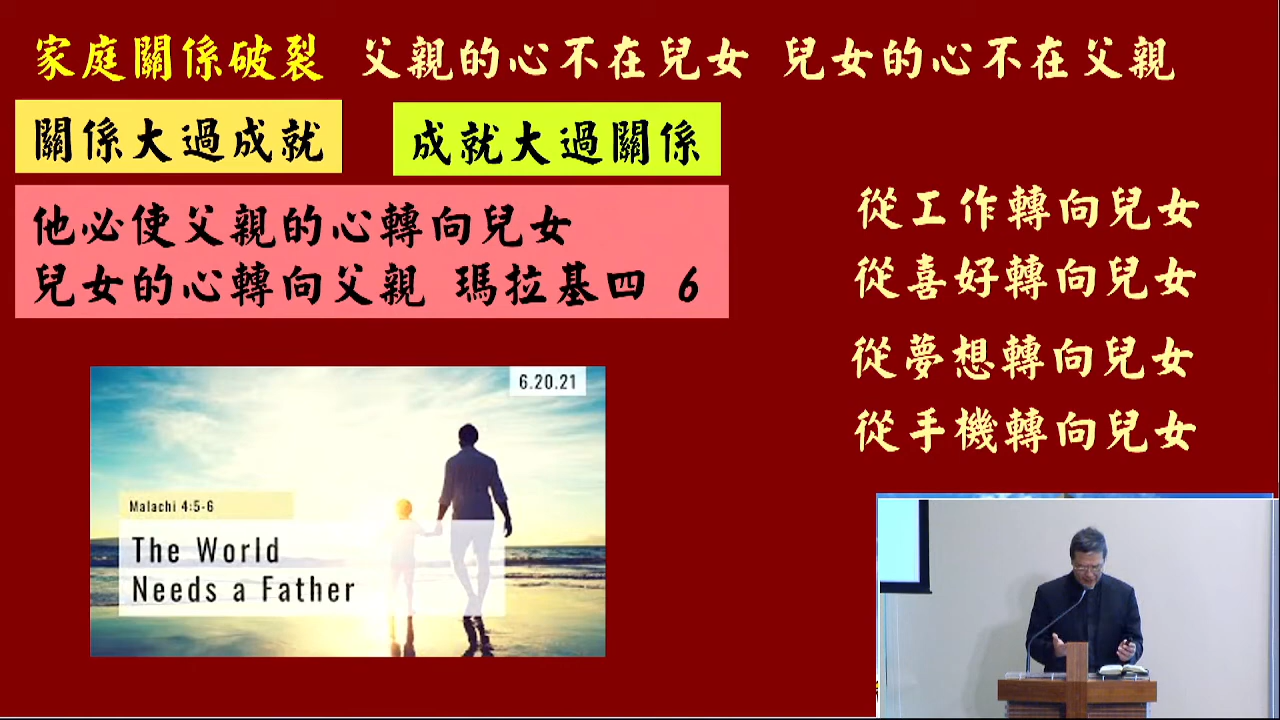 家庭關係破裂 父親的心不在兒女 兒女的心不在父親
關係大過成就
成就大過關係
他必使父親的心轉向兒女
兒女的心轉向父親 瑪拉基四 6
從工作轉向兒女
從喜好轉向兒女
從夢想轉向兒女
從手機轉向兒女
6.20.21
Malachi 4:5-6
The World
Needs a Father